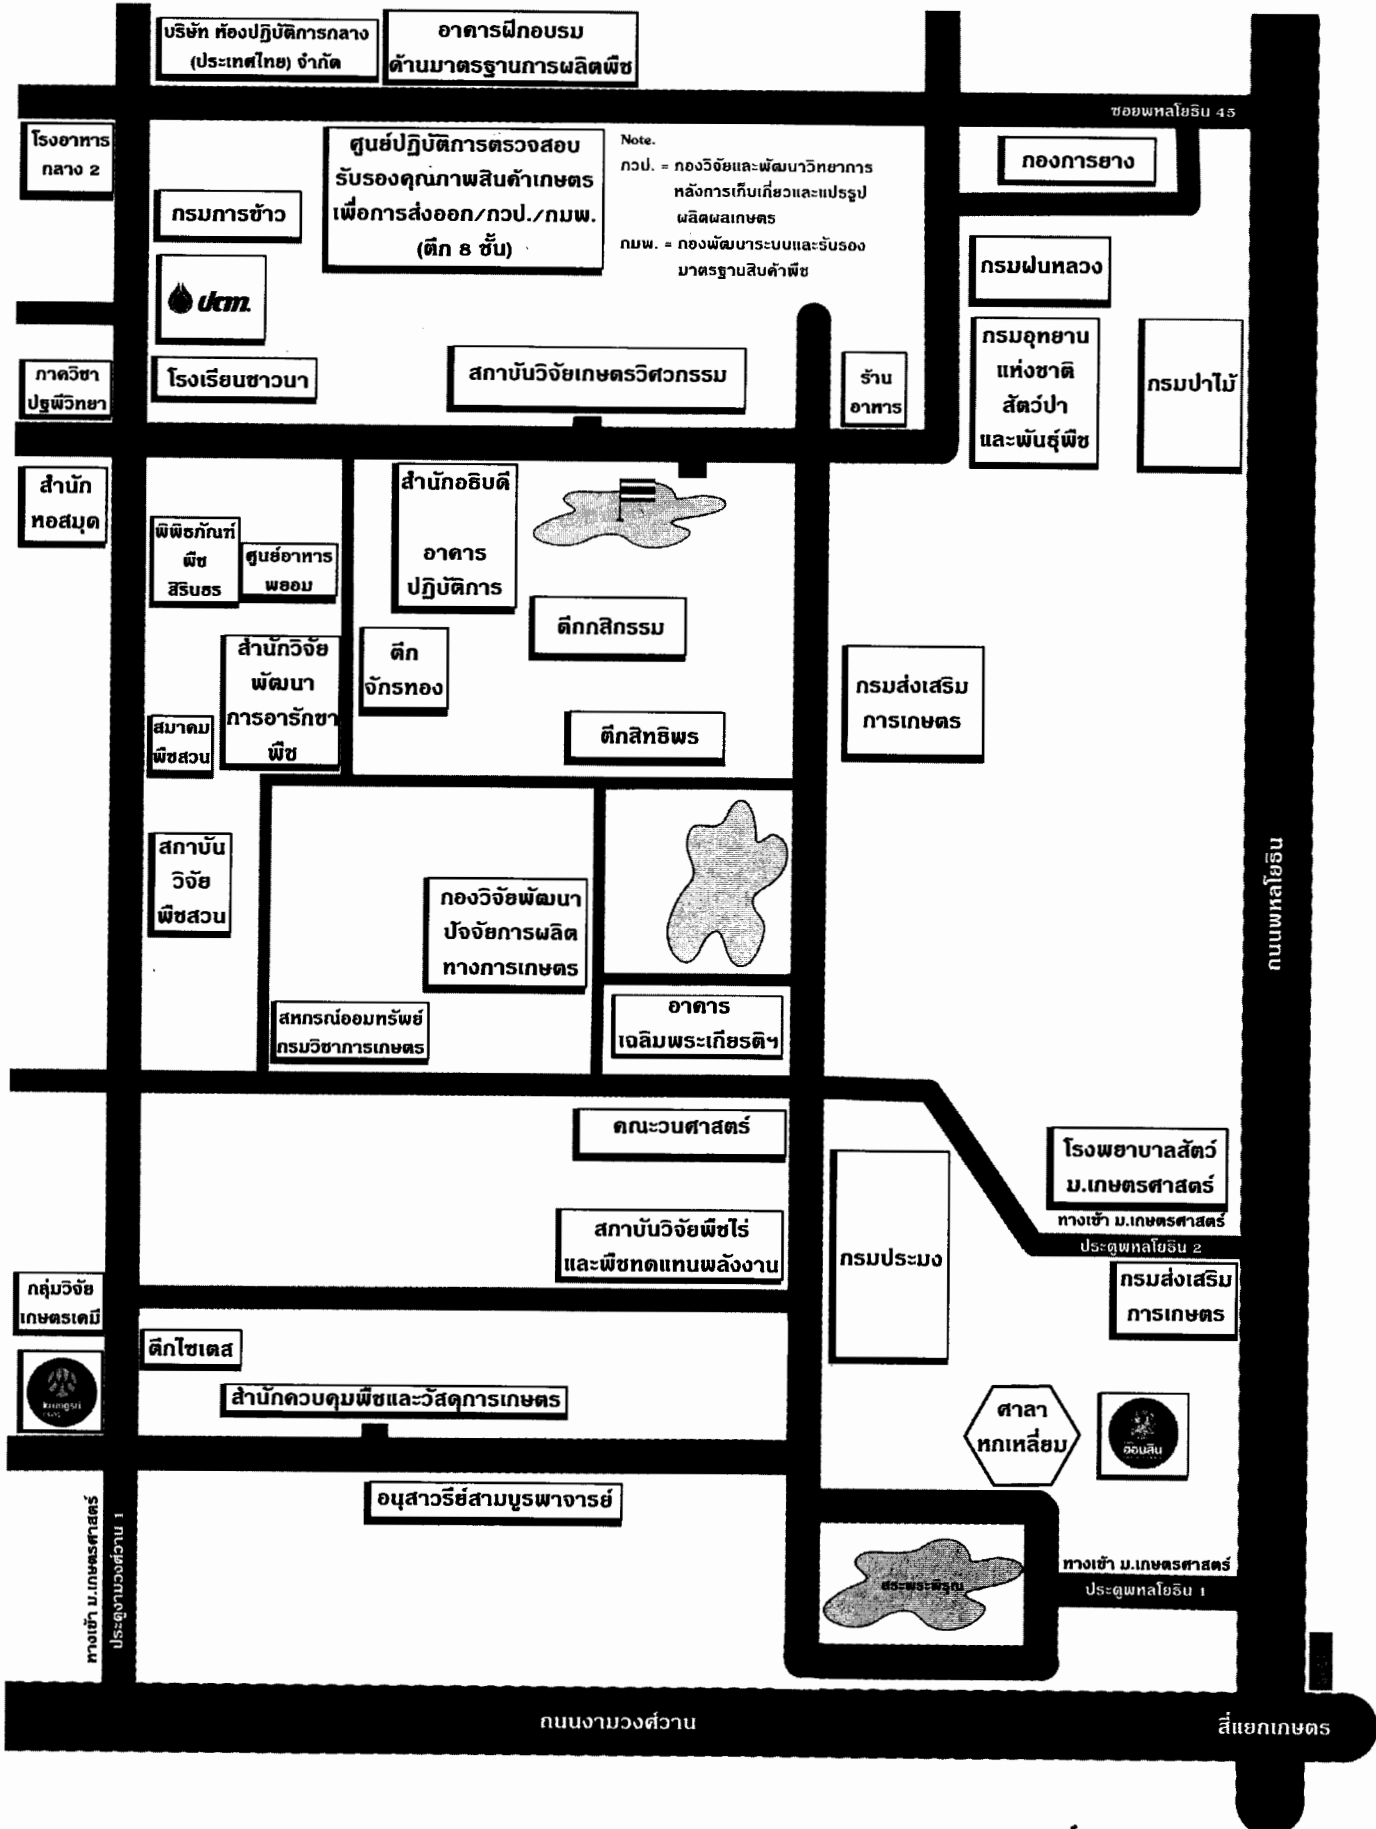 บริษัท ห้องปฏิบัติการกลาง
(ประเทศไทย) จำกัด
อาคารฝึกอบรม
ด้านมาตรฐานการผลิตพืช
ซอยพหลโยธิน 45
โรงอาหาร
กลาง 2
ศูนย์ปฏิบัติการตรวจสอบ
รับรองคุณภาพสินค้าเกษตร
เพื่อการส่งออก/กวป./กมพ.
(ตึก 8 ชั้น)
Note.
กวป. = กองวิจัยและพัฒนาวิทยาการ
หลังการเก็บเกี่ยวและแปรรูป
ผลิตผลเกษตร
กมพ. = กองพัฒนาระบบและรับรอง
มาตรฐานสินค้าพืช
กองการยาง
กรมการข้าว
กรมฝนหลวง
ปตท.
กรมอุทยาน
แห่งชาติ
สัตว์ป่า
และพันธุ์พืช
กรมป่าไม้
ภาควิชา
ปฐพีวิทยา
โรงเรียนชาวนา
สถาบันวิจัยเกษตรวิศวกรรม
ร้าน
อาหาร
สำนัก
หอสมุด
สำนักอธิบดี
อาคาร
ปฏิบัติการ
พิพิธภัณฑ์
พืช
สิรินธร
ศูนย์อาหาร
พยอม
ตึกกสิกรรม
สำนักวิจัย
พัฒนา
การอารักขา
พืช
ตึก
จักรทอง
กรมส่งเสริม
การเกษตร
สมาคม
พืชสวน
ตึกสิทธิพร
สถาบัน
วิจัย
พืชสวน
กองวิจัยพัฒนา
ปัจจัยการผลิต
ทางการเกษตร
ถนนพหลโยธิน
สหกรณ์ออมทรัพย์
กรมวิชาการเกษตร
อาคาร
เฉลิมพระเกียรติฯ
คณะวนศาสตร์
โรงพยาบาลสัตว์
ม.เกษตรศาสตร์
ทางเข้า ม.เกษตรศาสตร์
ประตูพหลโยธิน 2
สถาบันวิจัยพืชไร่
และพืชทดแทนพลังงาน
กรมประมง
กรมส่งเสริม
การเกษตร
กลุ่มวิจัย
เกษตรเคมี
ตึกไซเตส
krungsri
สำนักควบคุมพืชและวัสดุการเกษตร
ศาลา
หกเหลี่ยม
ออมสิน
อนุสาวรีย์สามบูรพาจารย์
ทางเข้า ม.เกษตรศาสตร์
ประตูงามวงศ์วาน 1
สระพระพิรุณ
ทางเข้า ม.เกษตรศาสตร์
ประตูพหลโยธิน 1
ถนนงามวงศ์วาน
สี่แยกเกษตร